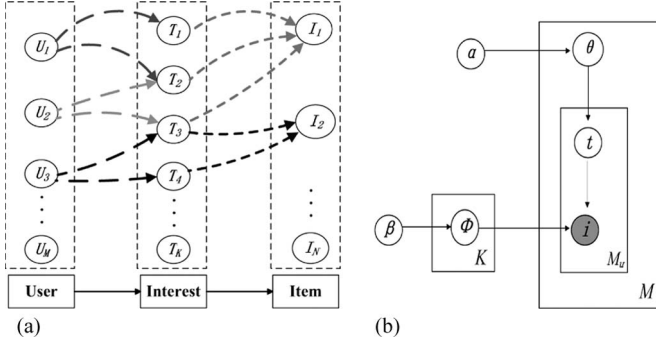 U1 T1 I1
T2
U2
T3 I2
U3 T4
UM TK IN
User Interest Item
(a)
α θ
t
β Φ i
K Mu
M
(b)